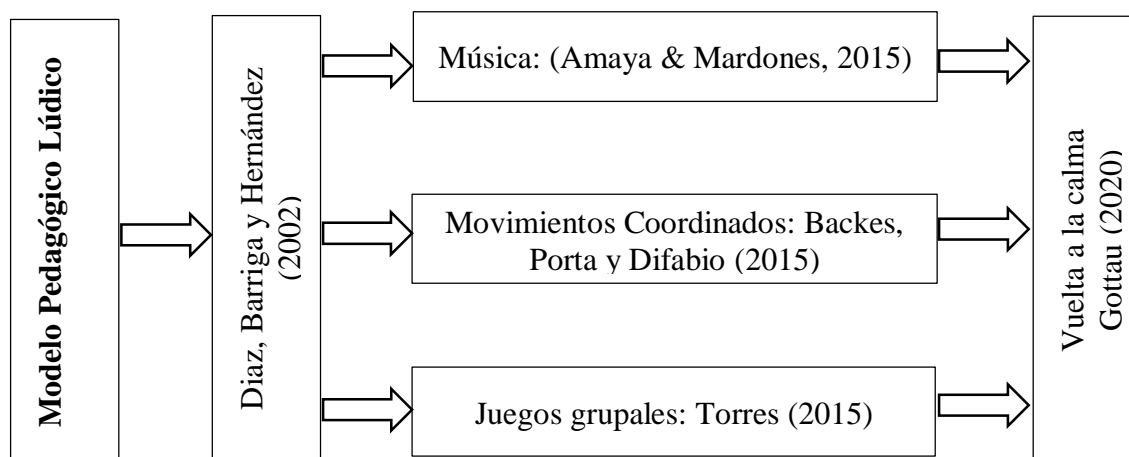 Modelo Pedagógico Lúdico
Diaz, Barriga y Hernández
(2002)
Música: (Amaya & Mardones, 2015)
Movimientos Coordinados: Backes,
Porta y Difabio (2015)
Juegos grupales: Torres (2015)
Vuelta a la calma
Gottau (2020)